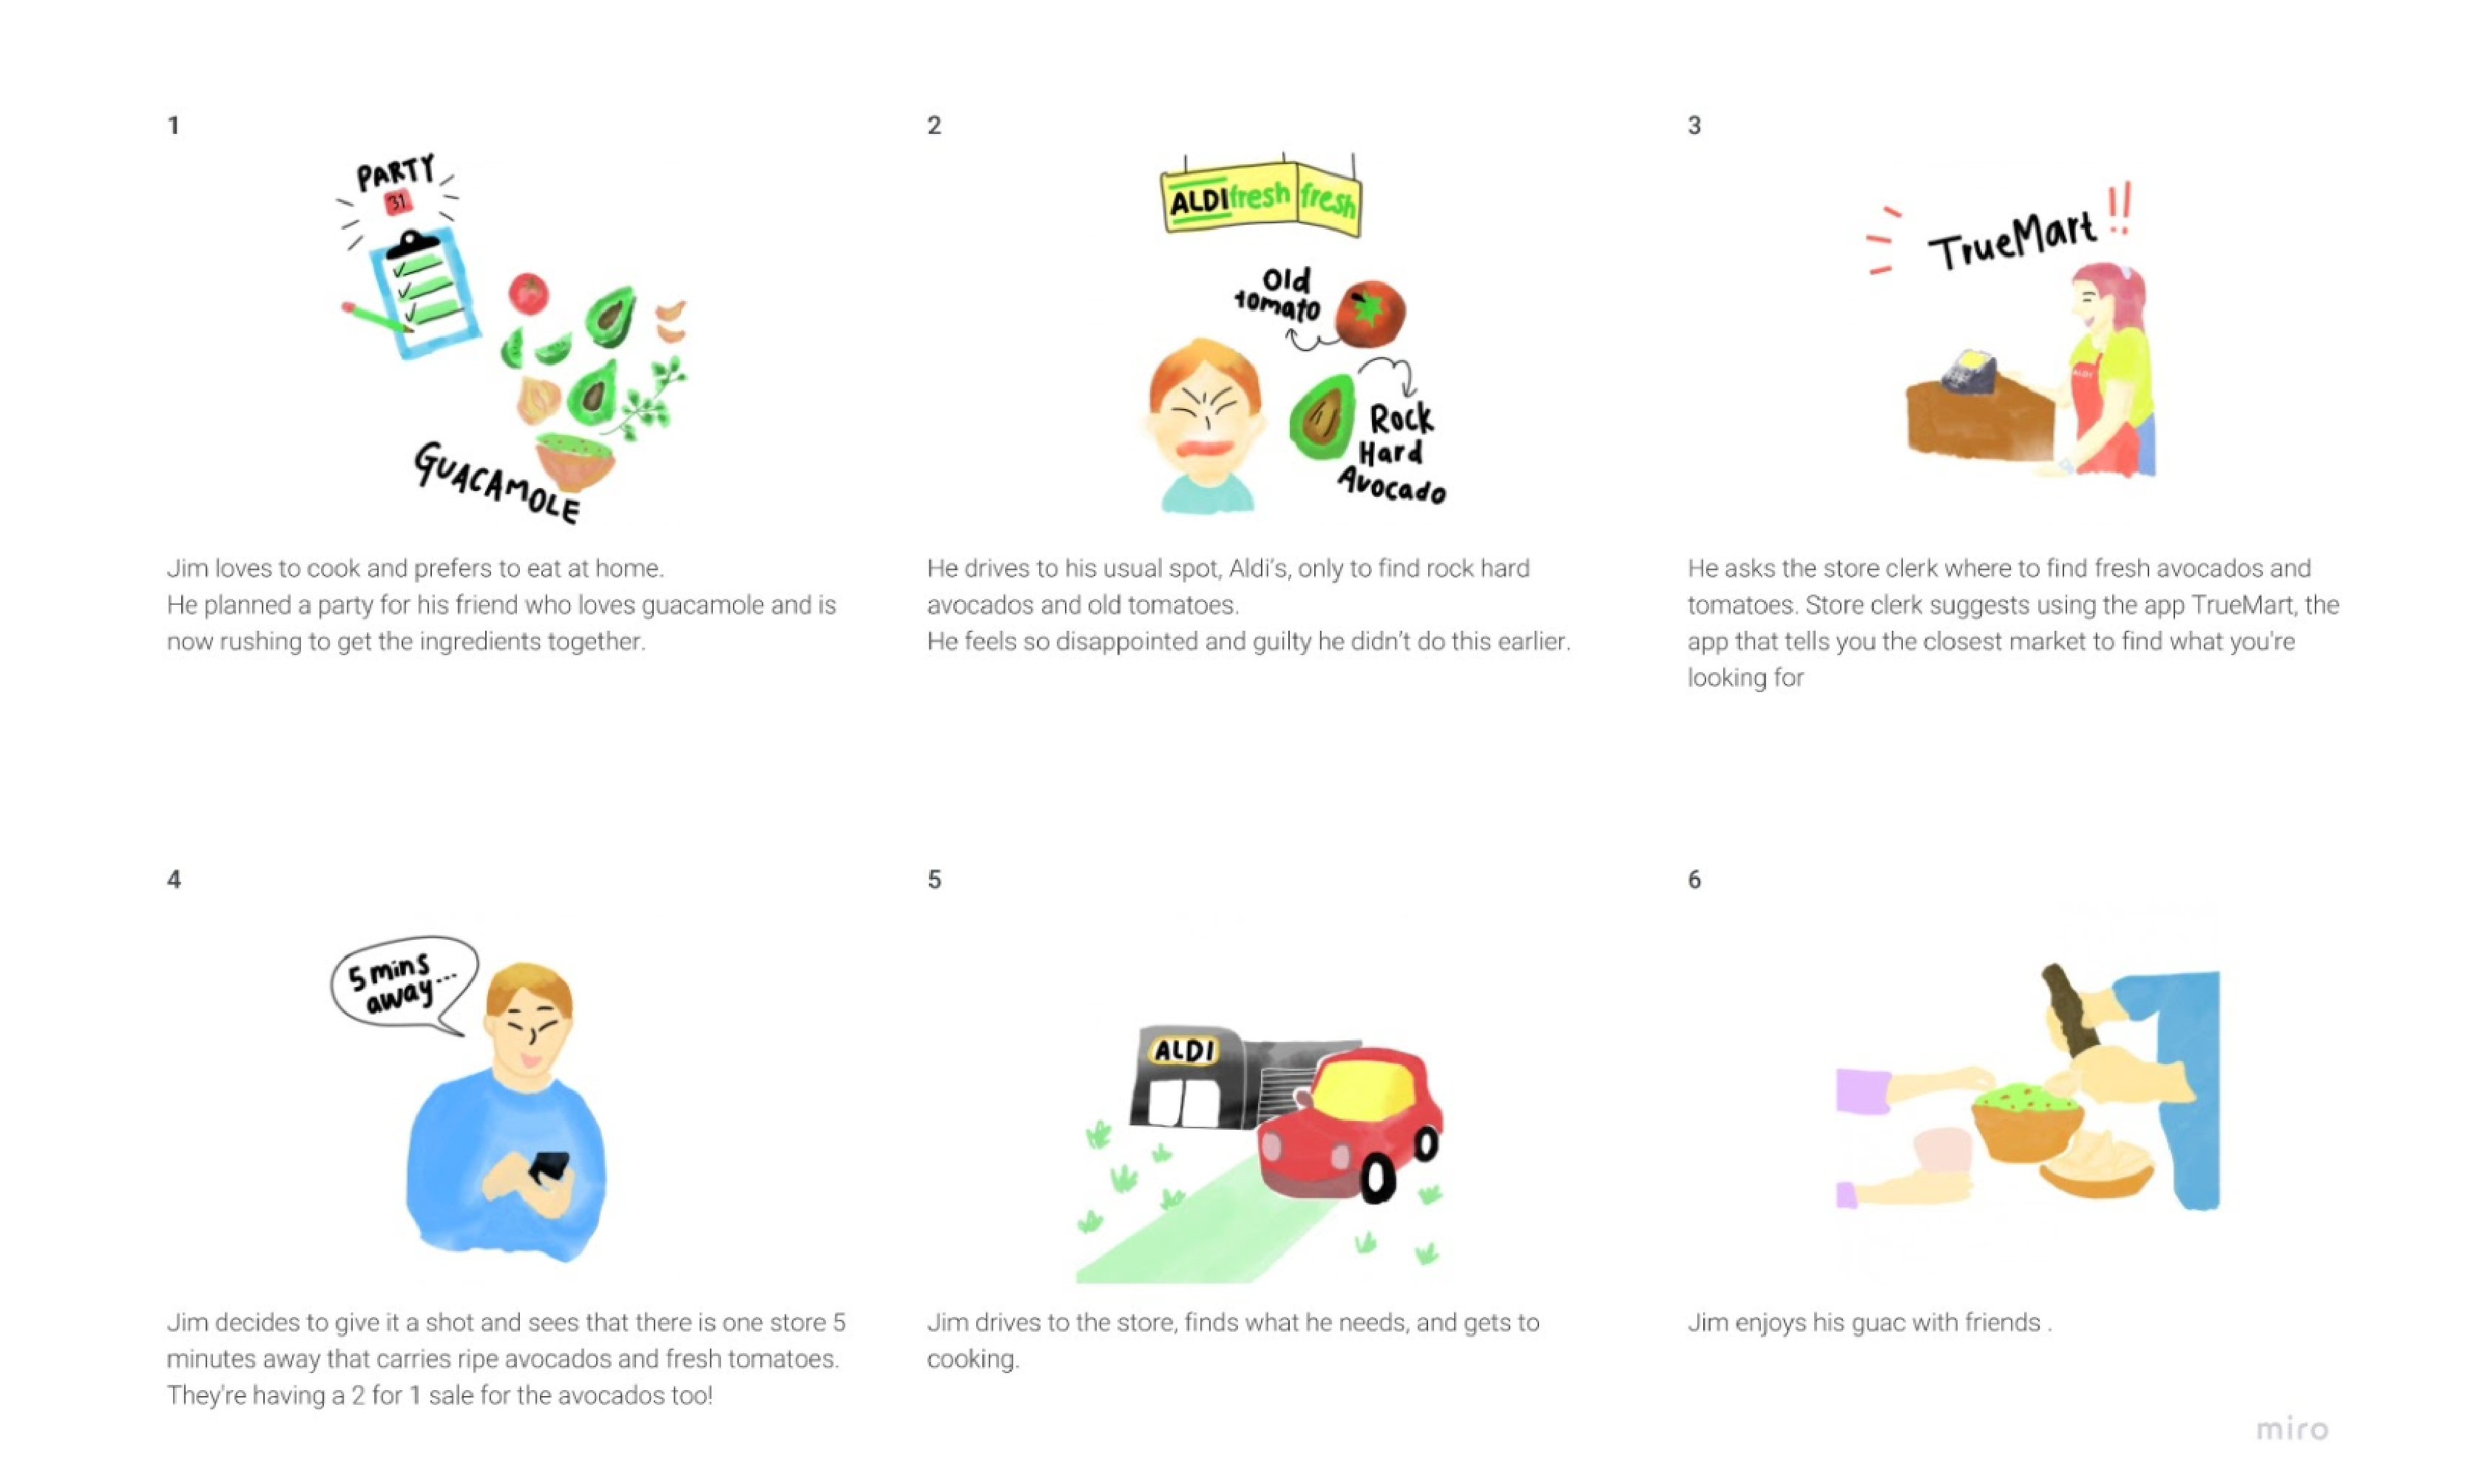 1
PARTY
31
GUACAMOLE
Jim loves to cook and prefers to eat at home.
He planned a party for his friend who loves guacamole and is
now rushing to get the ingredients together.
2
ALDI fresh fresh
Old
tomato
Rock
Hard
Avocado
He drives to his usual spot, Aldi's, only to find rock hard
avocados and old tomatoes.
He feels so disappointed and guilty he didn't do this earlier.
3
TrueMart!!
ALDI
He asks the store clerk where to find fresh avocados and
tomatoes. Store clerk suggests using the app TrueMart, the
app that tells you the closest market to find what you're
looking for
4
5 mins
away...
Jim decides to give it a shot and sees that there is one store 5
minutes away that carries ripe avocados and fresh tomatoes.
They're having a 2 for 1 sale for the avocados too!
5
ALDI
Jim drives to the store, finds what he needs, and gets to
cooking.
6
Jim enjoys his guac with friends .
miro